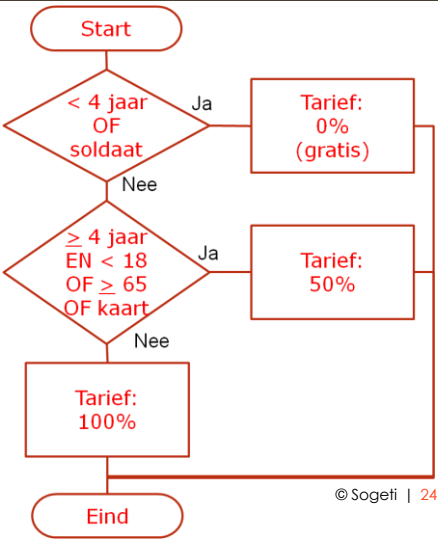 Start
< 4 jaar
OF
soldaat
Ja
Tarief:
0%
(gratis)
Nee
≥ 4 jaar
EN < 18
OF ≥ 65
OF kaart
Ja
Tarief:
50%
Nee
Tarief:
100%
© Sogeti | 24
Eind